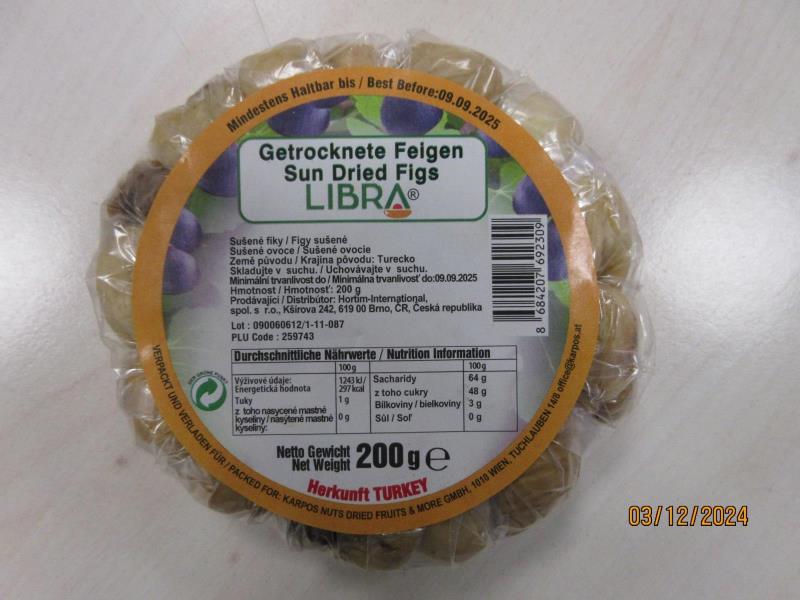 Mindestens Haltbar bis / Best Before:09.09.2025
Getrocknete Feigen
Sun Dried Figs
LIBRA®
Sušené fíky / Figy sušené
Sušené ovoce / Sušené ovocie
Země původu / Krajina pôvodu: Turecko
Skladujte v suchu. / Uchovávajte v suchu.
Minimální trvanlivost do / Minimálna trvanlivosť do:09.09.2025
Hmotnost / Hmotnosť: 200 g
Prodávající / Distribútor: Hortim-International,
spol. s r.o., Kšírova 242, 619 00 Brno, ČR, Česká republika
Lot : 090060612/1-11-087
PLU Code : 259743
8 684207 692309
Durchschnittliche Nährwerte / Nutrition Information
100g 100g
Výživové údaje:
Energetická hodnota 1243 kJ/ 297 kcal
Tuky 1 g
z toho nasycené mastné
kyseliny / nasýtené mastné
kyseliny: 0 g
Sacharidy 64 g
z toho cukry 48 g
Bílkoviny / bielkoviny 3 g
Sůl / Soľ 0 g
DER GRÜNE PUNKT
Netto Gewicht
Net Weight 200 g ℮
Herkunft TURKEY
VERPACKT UND VERLADEN FÜR / PACKED FOR: KARPOS NUTS DRIED FRUITS & MORE GMBH, 1010 WIEN, TUCHLAUBEN 14/8 office@karpos.at
03/12/2024